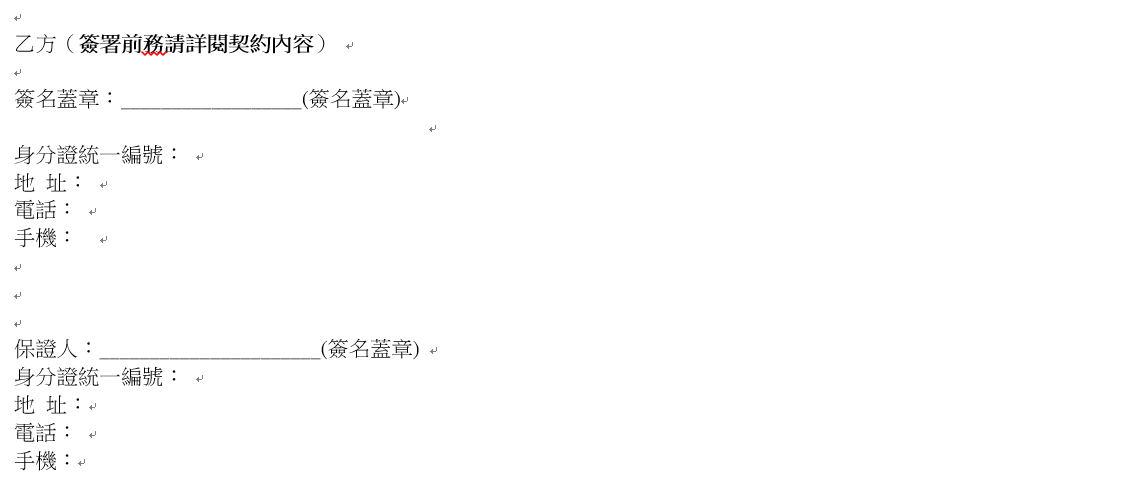 乙方（簽署前務請詳閱契約內容）
簽名蓋章：__________________(簽名蓋章)
身分證統一編號：
地 址：
電話：
手機：
保證人：______________________(簽名蓋章)
身分證統一編號：
地 址：
電話：
手機：